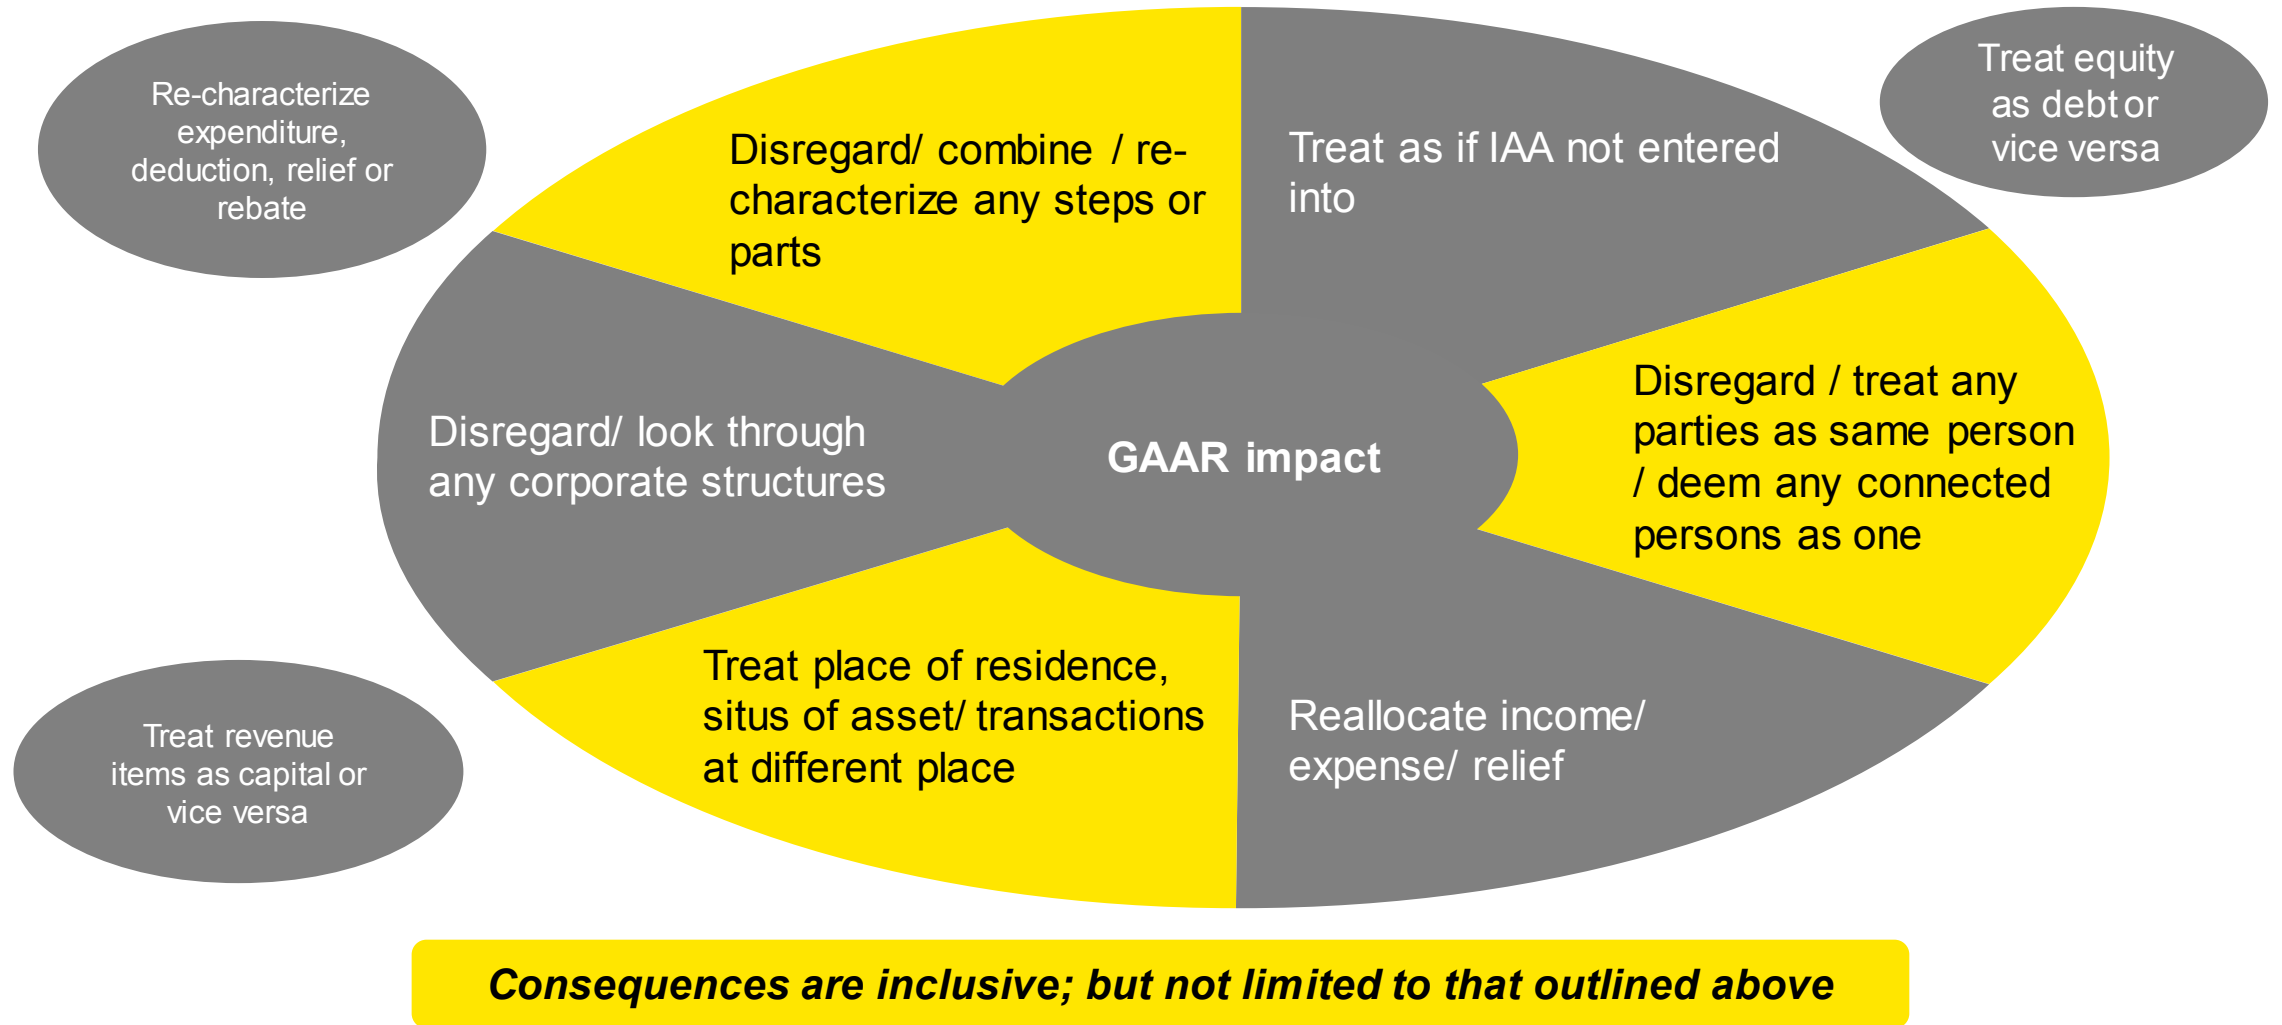 Re-characterize
expenditure,
deduction, relief or
rebate
Disregard/ combine / re-
characterize any steps or
parts
Treat as if IAA not entered
into
Treat equity
as debt or
vice versa
Disregard/ look through
any corporate structures
GAAR impact
Disregard / treat any
parties as same person
/ deem any connected
persons as one
Treat revenue
items as capital or
vice versa
Treat place of residence,
situs of asset/ transactions
at different place
Reallocate income/
expense/ relief
Consequences are inclusive; but not limited to that outlined above